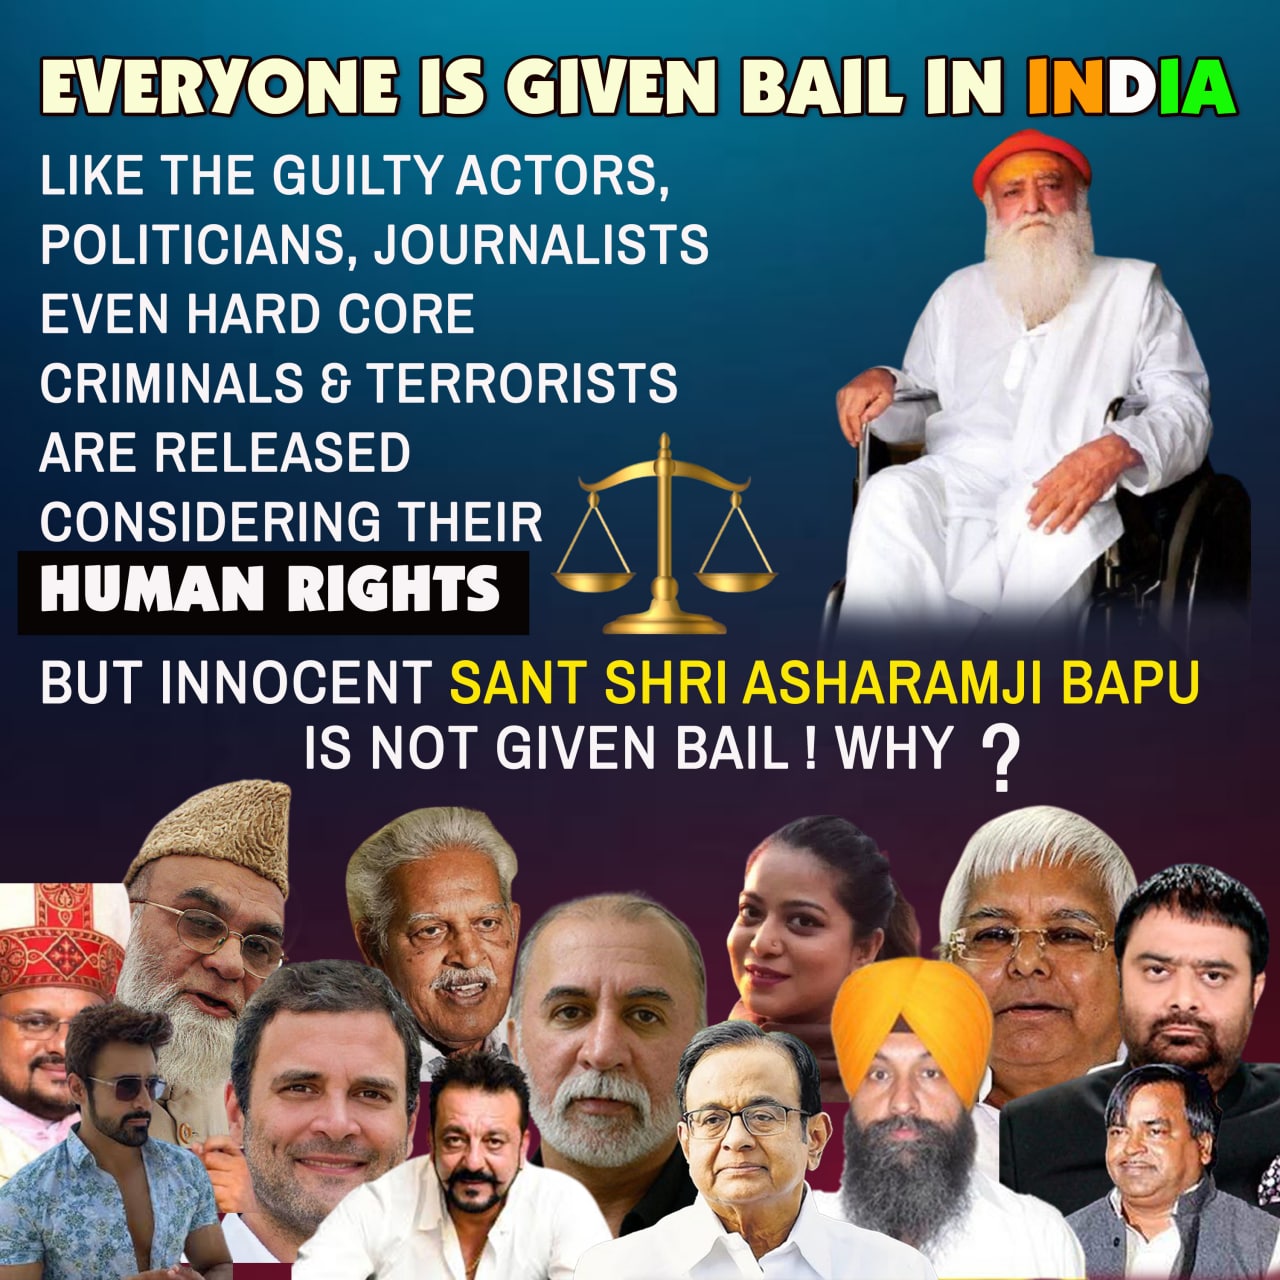 EVERYONE IS GIVEN BAIL IN INDIA
LIKE THE GUILTY ACTORS,
POLITICIANS, JOURNALISTS
EVEN HARD CORE
CRIMINALS & TERRORISTS
ARE RELEASED
CONSIDERING THEIR
HUMAN RIGHTS
BUT INNOCENT SANT SHRI ASHARAMJI BAPU
IS NOT GIVEN BAIL ! WHY ?